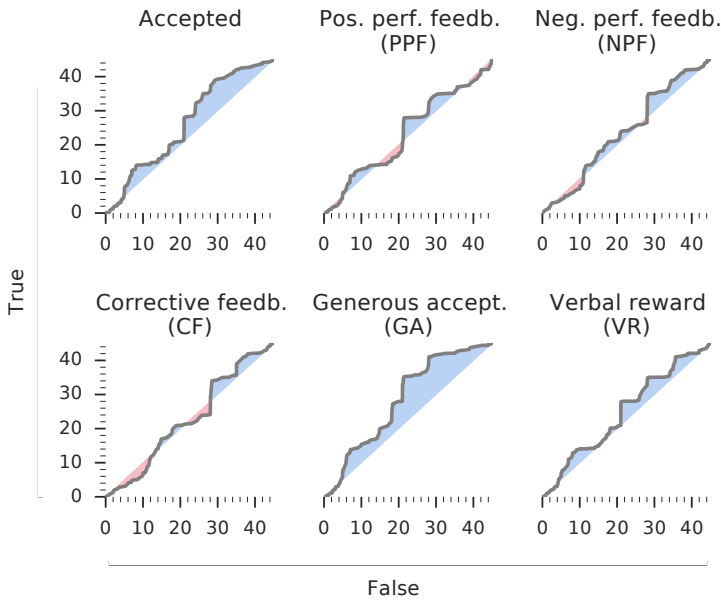 Accepted
Pos. perf. feedb.
(PPF)
Neg. perf. feedb.
(NPF)
40
30
20
10
0
0 10 20 30 40
0 10 20 30 40
0 10 20 30 40
True
Corrective feedb.
(CF)
Generous accept.
(GA)
Verbal reward
(VR)
40
30
20
10
0
0 10 20 30 40
0 10 20 30 40
0 10 20 30 40
False